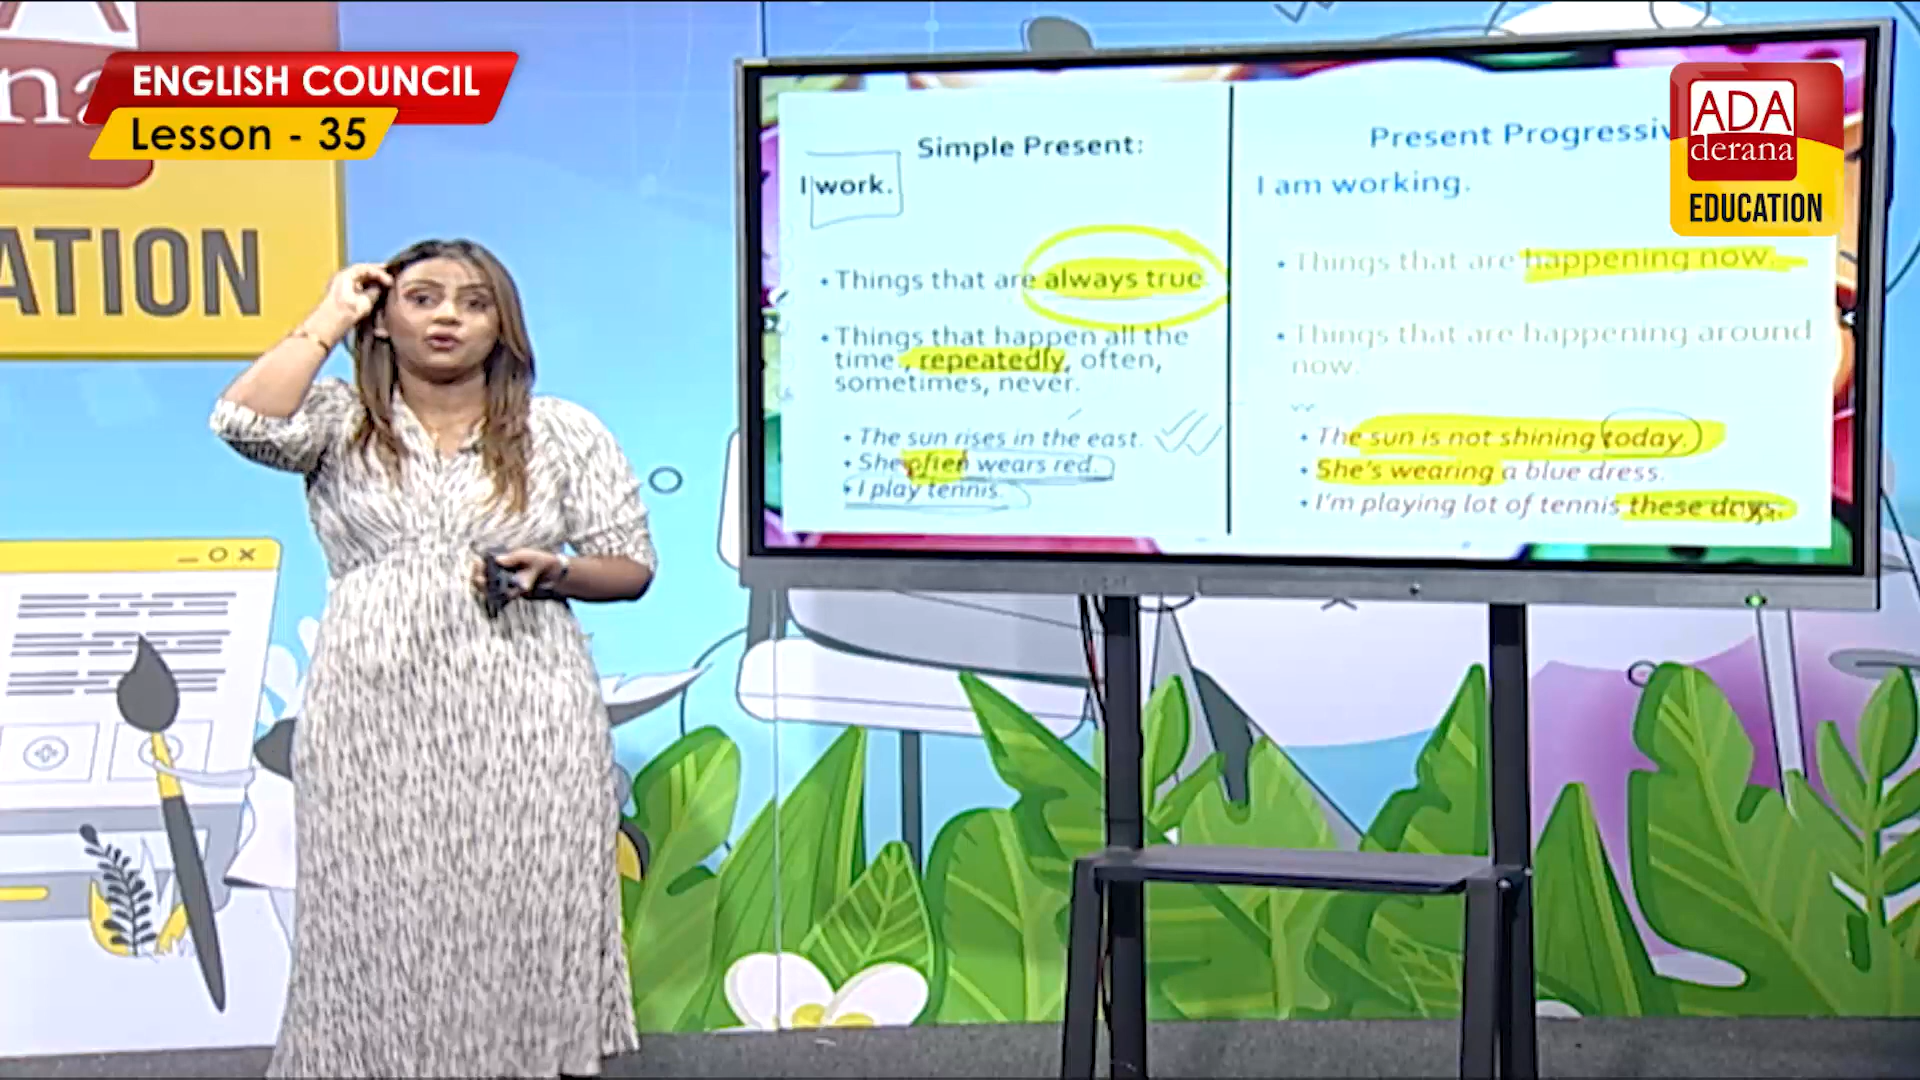 ENGLISH COUNCIL
Lesson - 35
ATION
Simple Present:
I work.
• Things that are always true.
• Things that happen all the
time., repeatedly, often,
sometimes, never.
• The sun rises in the east.
• She often wears red.
• I play tennis.
Present Progressiv
I am working.
• Things that are happening now.
• Things that are happening around
now.
• The sun is not shining today.
• She's wearing a blue dress.
• I'm playing lot of tennis these days.
ADA
derana
EDUCATION